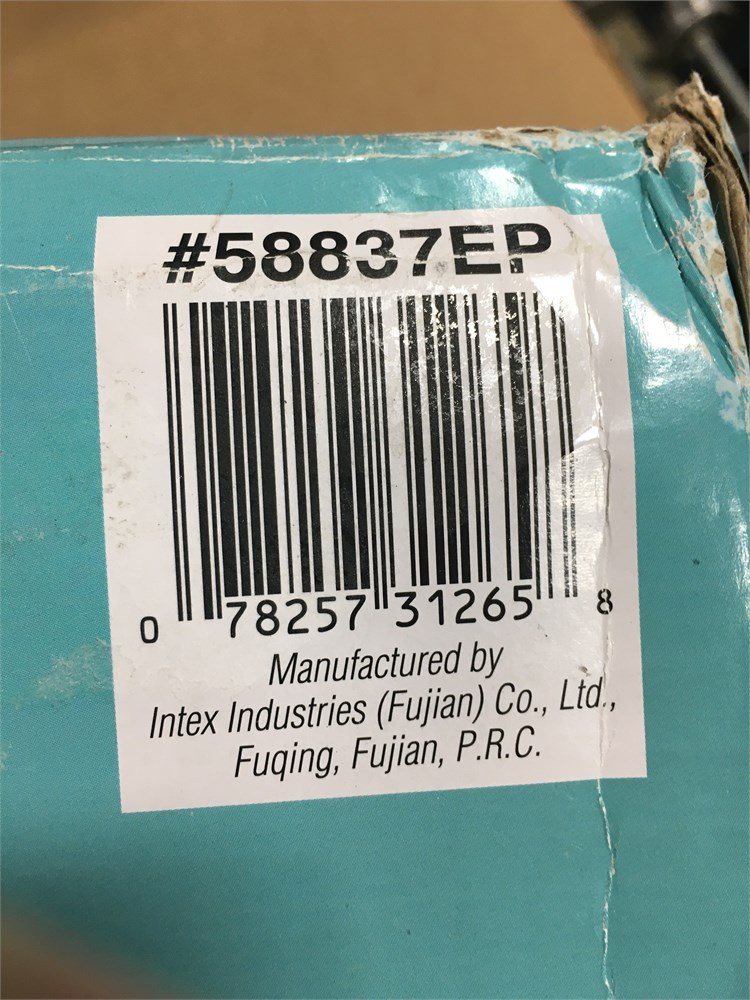 #58837EP
0 78257 31265 8
Manufactured by
Intex Industries (Fujian) Co., Ltd.,
Fuqing, Fujian, P.R.C.